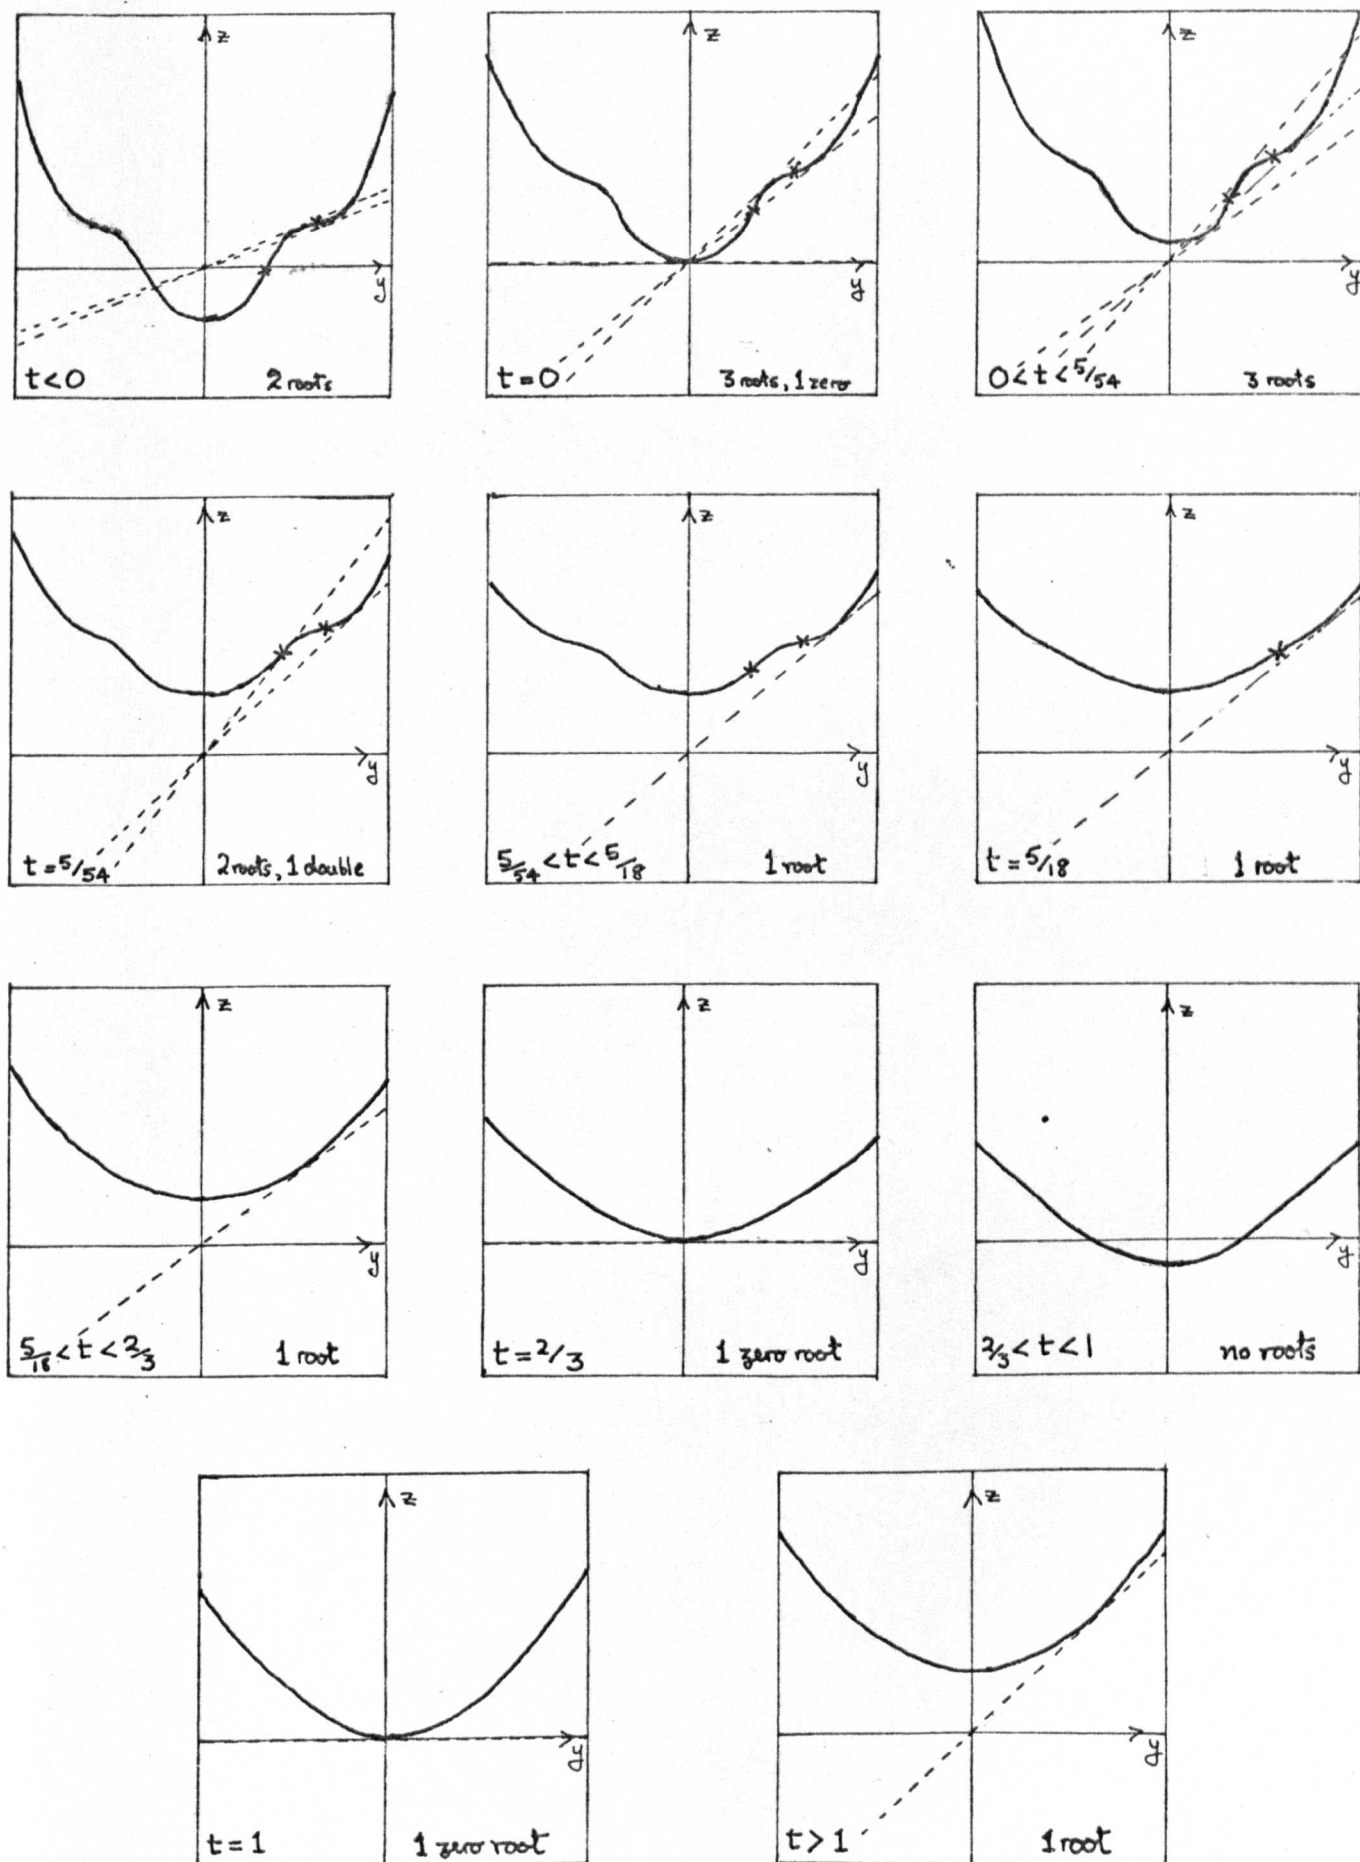 z
y
t<0 2 roots
z
y
t=0 3 roots, 1 zero
z
y
0<t<5/54 3 roots
z
y
t=5/54 2 roots, 1 double
z
y
5/54<t<5/18 1 root
z
y
t=5/18 1 root
z
y
5/18<t<2/3 1 root
z
y
t=2/3 1 zero root
z
y
2/3<t<1 no roots
z
y
t=1 1 zero root
z
y
t>1 1 root